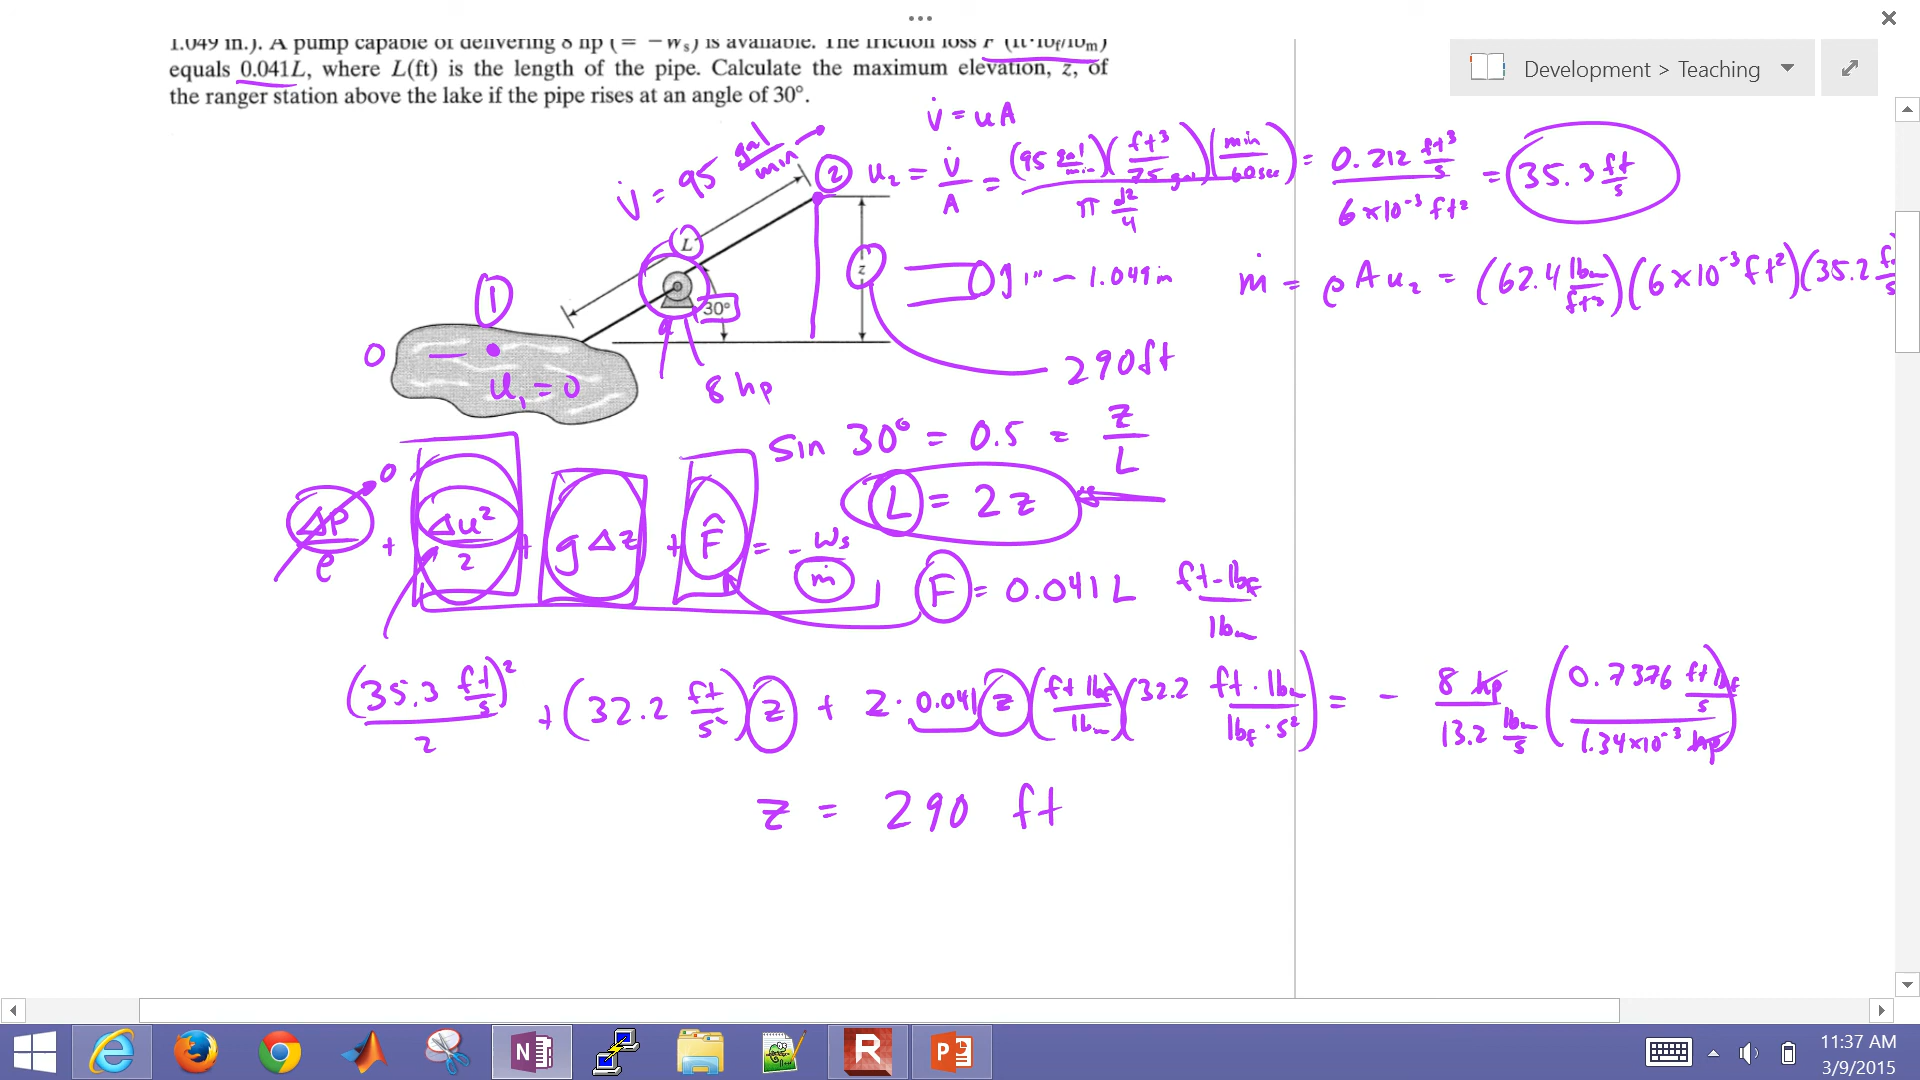 1.049 in.). A pump capable of delivering 8 hp (= −Ẇs) is available. The friction loss F (ft·lbf/lbm)
equals 0.041L, where L(ft) is the length of the pipe. Calculate the maximum elevation, z, of
the ranger station above the lake if the pipe rises at an angle of 30°.
Development > Teaching
V̇ = uA
V̇ = 95 gal/min
② u₂ = V̇/A = (95 gal/min)(ft³/7.5 gal)(min/60 sec) / (π d²/4) = 0.212 ft³/s / 6×10⁻³ ft² = 35.3 ft/s
L
z
1" – 1.049 in
ṁ = ρ A u₂ = (62.4 lbm/ft³)(6×10⁻³ ft²)(35.2 f
①
30°
0
u₁ = 0
8 hp
290 ft
sin 30° = 0.5 = z/L
L = 2z
ΔP/ρ 0 + Δu²/2 + gΔz + F̂ = − Ws/ṁ
F = 0.041 L ft-lbf/lbm
(35.3 ft/s)²/2 + (32.2 ft/s²) z + 2 · 0.041 z (ft lbf/lbm)(32.2 ft · lbm/lbf · s²) = − 8 hp/13.2 lbm/s (0.7376 ft lbf/s / 1.34×10⁻³ hp)
z = 290 ft
11:37 AM
3/9/2015